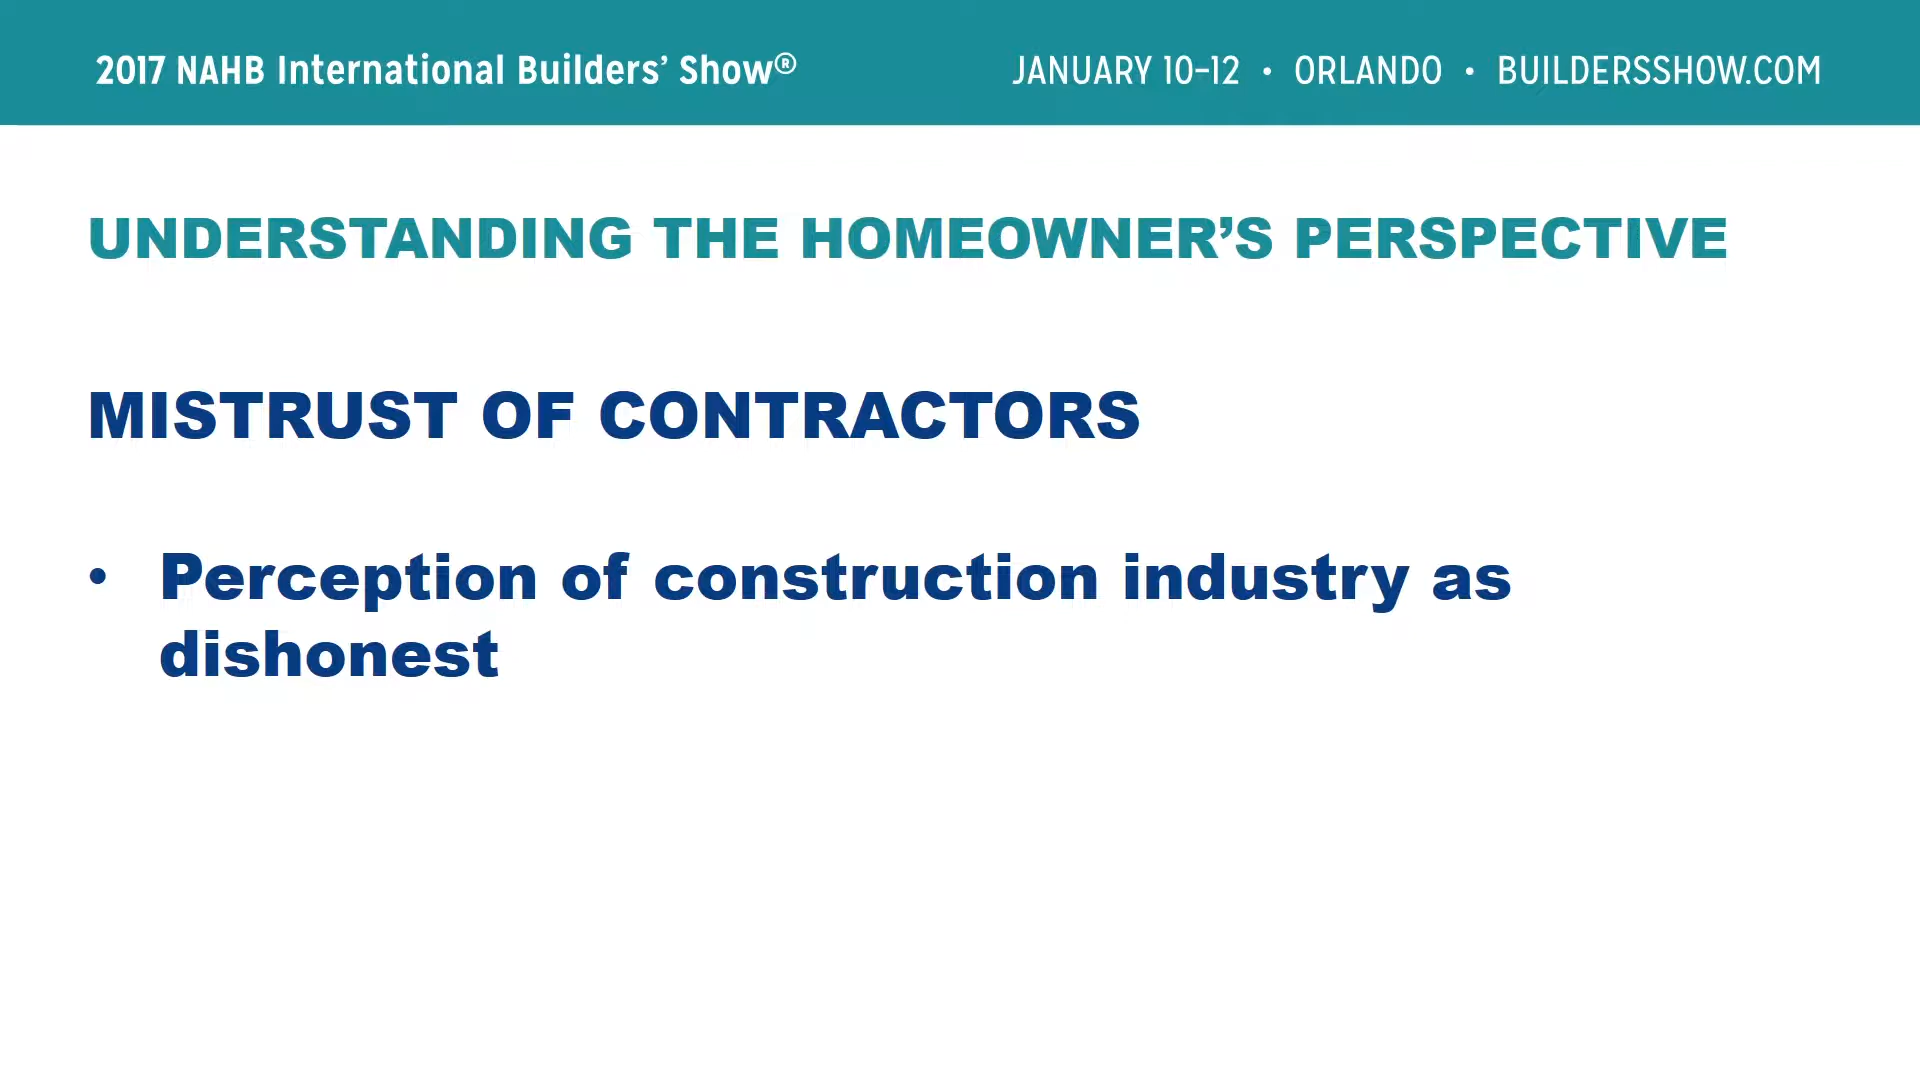 2017 NAHB International Builders’ Show® JANUARY 10–12 • ORLANDO • BUILDERSSHOW.COM
UNDERSTANDING THE HOMEOWNER’S PERSPECTIVE
MISTRUST OF CONTRACTORS
• Perception of construction industry as
dishonest